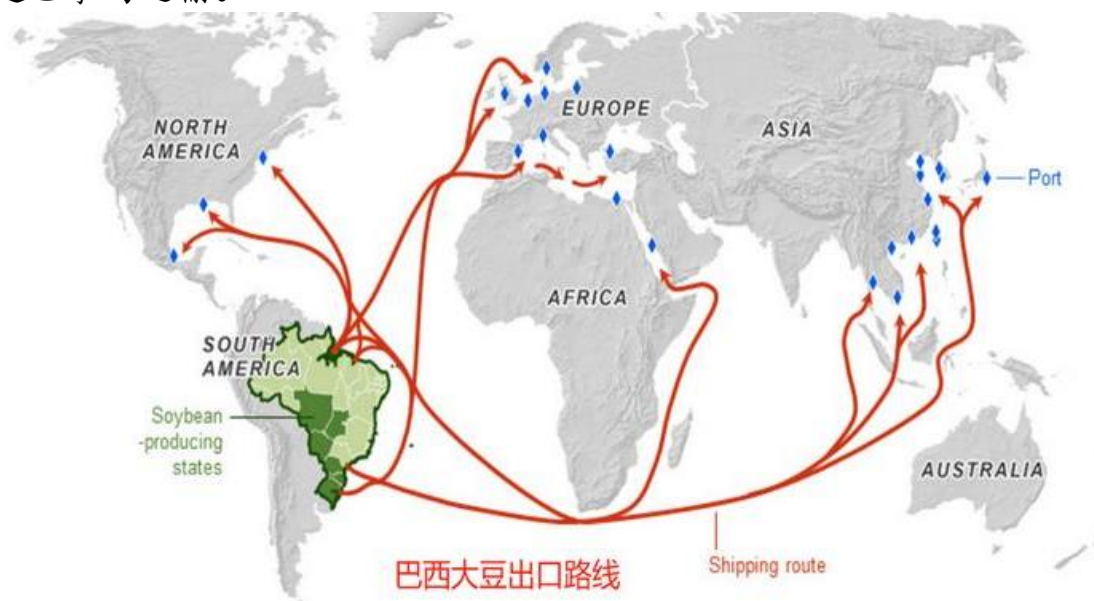 NORTH
AMERICA
EUROPE
ASIA
Port
AFRICA
SOUTH
AMERICA
Soybean
-producing
states
AUSTRALIA
巴西大豆出口路线
Shipping route